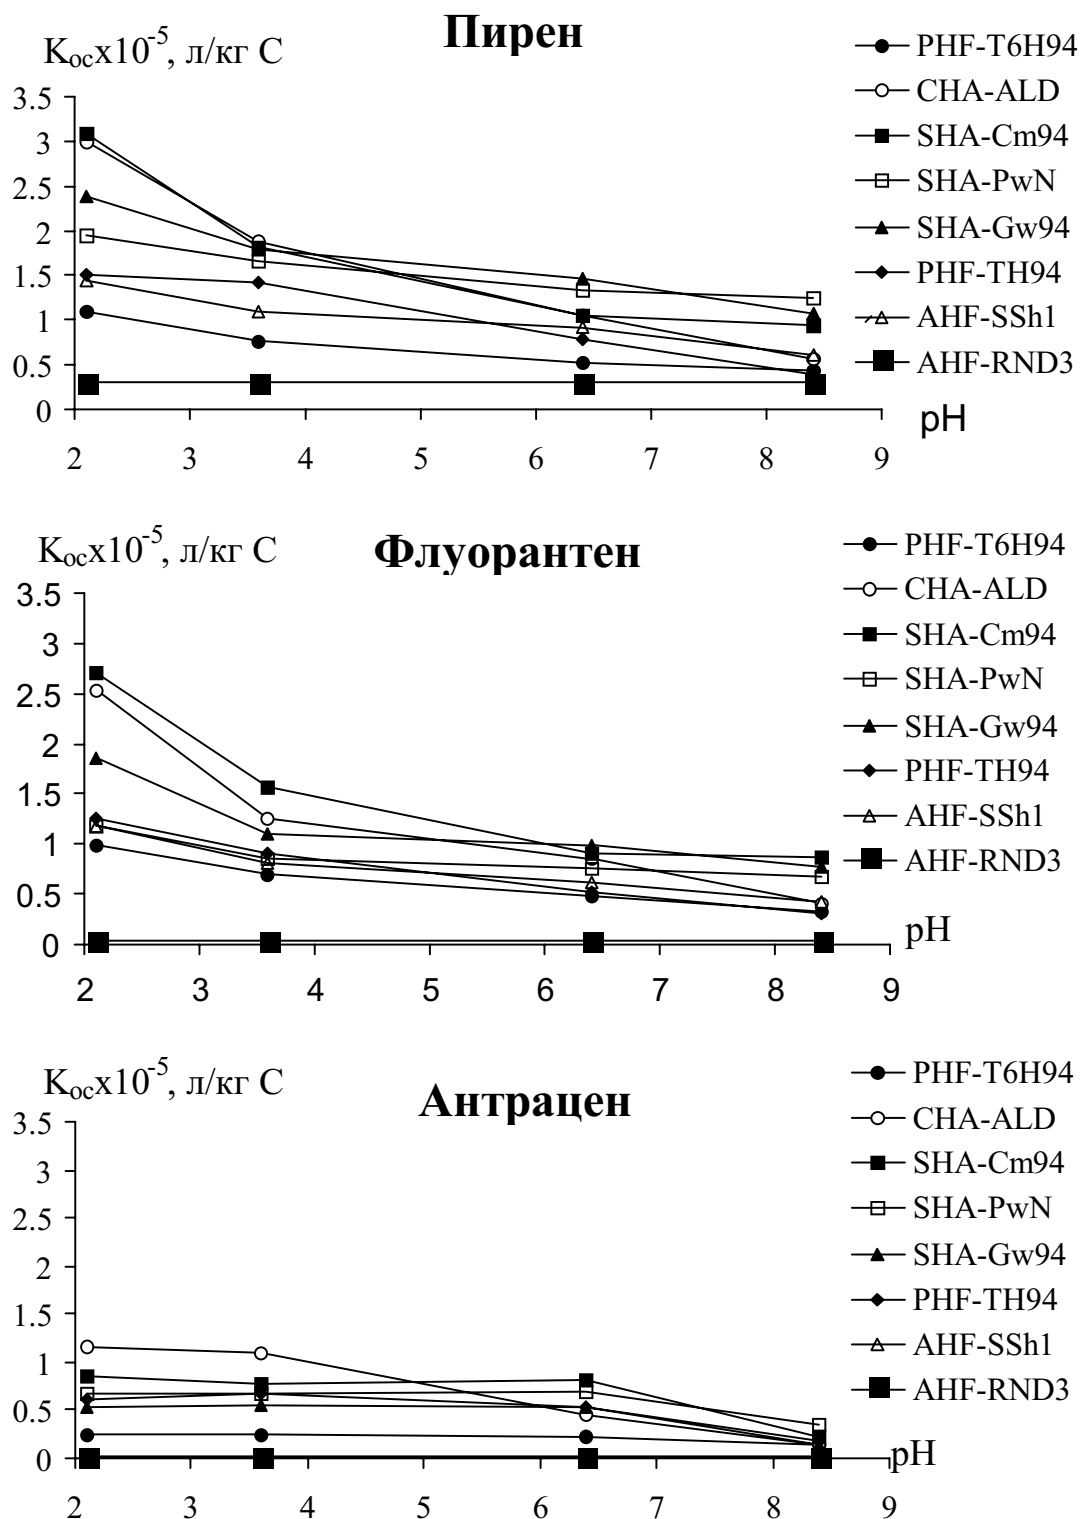 Пирен
Kocx10-5, л/кг С
PHF-T6H94
CHA-ALD
SHA-Cm94
SHA-PwN
SHA-Gw94
PHF-TH94
AHF-SSh1
AHF-RND3
3.5
3
2.5
2
1.5
1
0.5
0
pH
2 3 4 5 6 7 8 9
Kocx10-5, л/кг С
Флуорантен
PHF-T6H94
CHA-ALD
SHA-Cm94
SHA-PwN
SHA-Gw94
PHF-TH94
AHF-SSh1
AHF-RND3
3.5
3
2.5
2
1.5
1
0.5
0
pH
2 3 4 5 6 7 8 9
Kocx10-5, л/кг С
Антрацен
PHF-T6H94
CHA-ALD
SHA-Cm94
SHA-PwN
SHA-Gw94
PHF-TH94
AHF-SSh1
AHF-RND3
3.5
3
2.5
2
1.5
1
0.5
0
pH
2 3 4 5 6 7 8 9